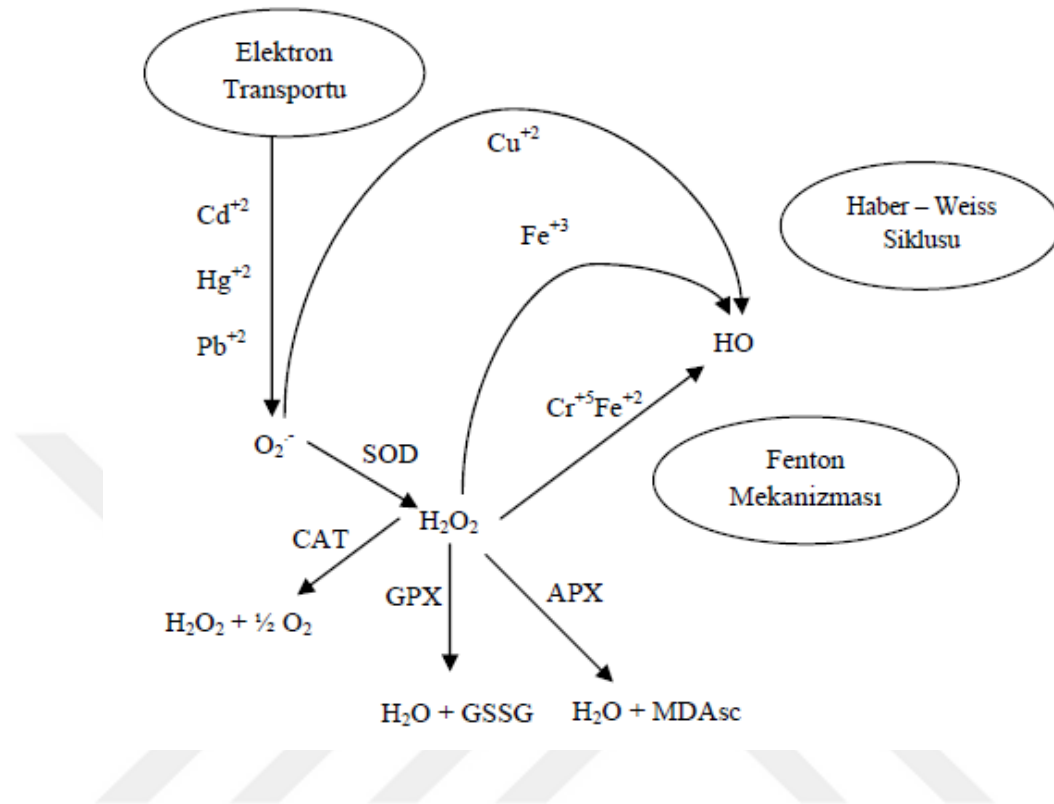 Elektron
Transportu
Cu⁺²
Haber – Weiss
Siklusu
Cd⁺²
Fe⁺³
Hg⁺²
Pb⁺²
HO
Cr⁺⁵Fe⁺²
O₂·⁻
SOD
Fenton
Mekanizması
H₂O₂
CAT
GPX
APX
H₂O₂ + ½ O₂
H₂O + GSSG
H₂O + MDAsc